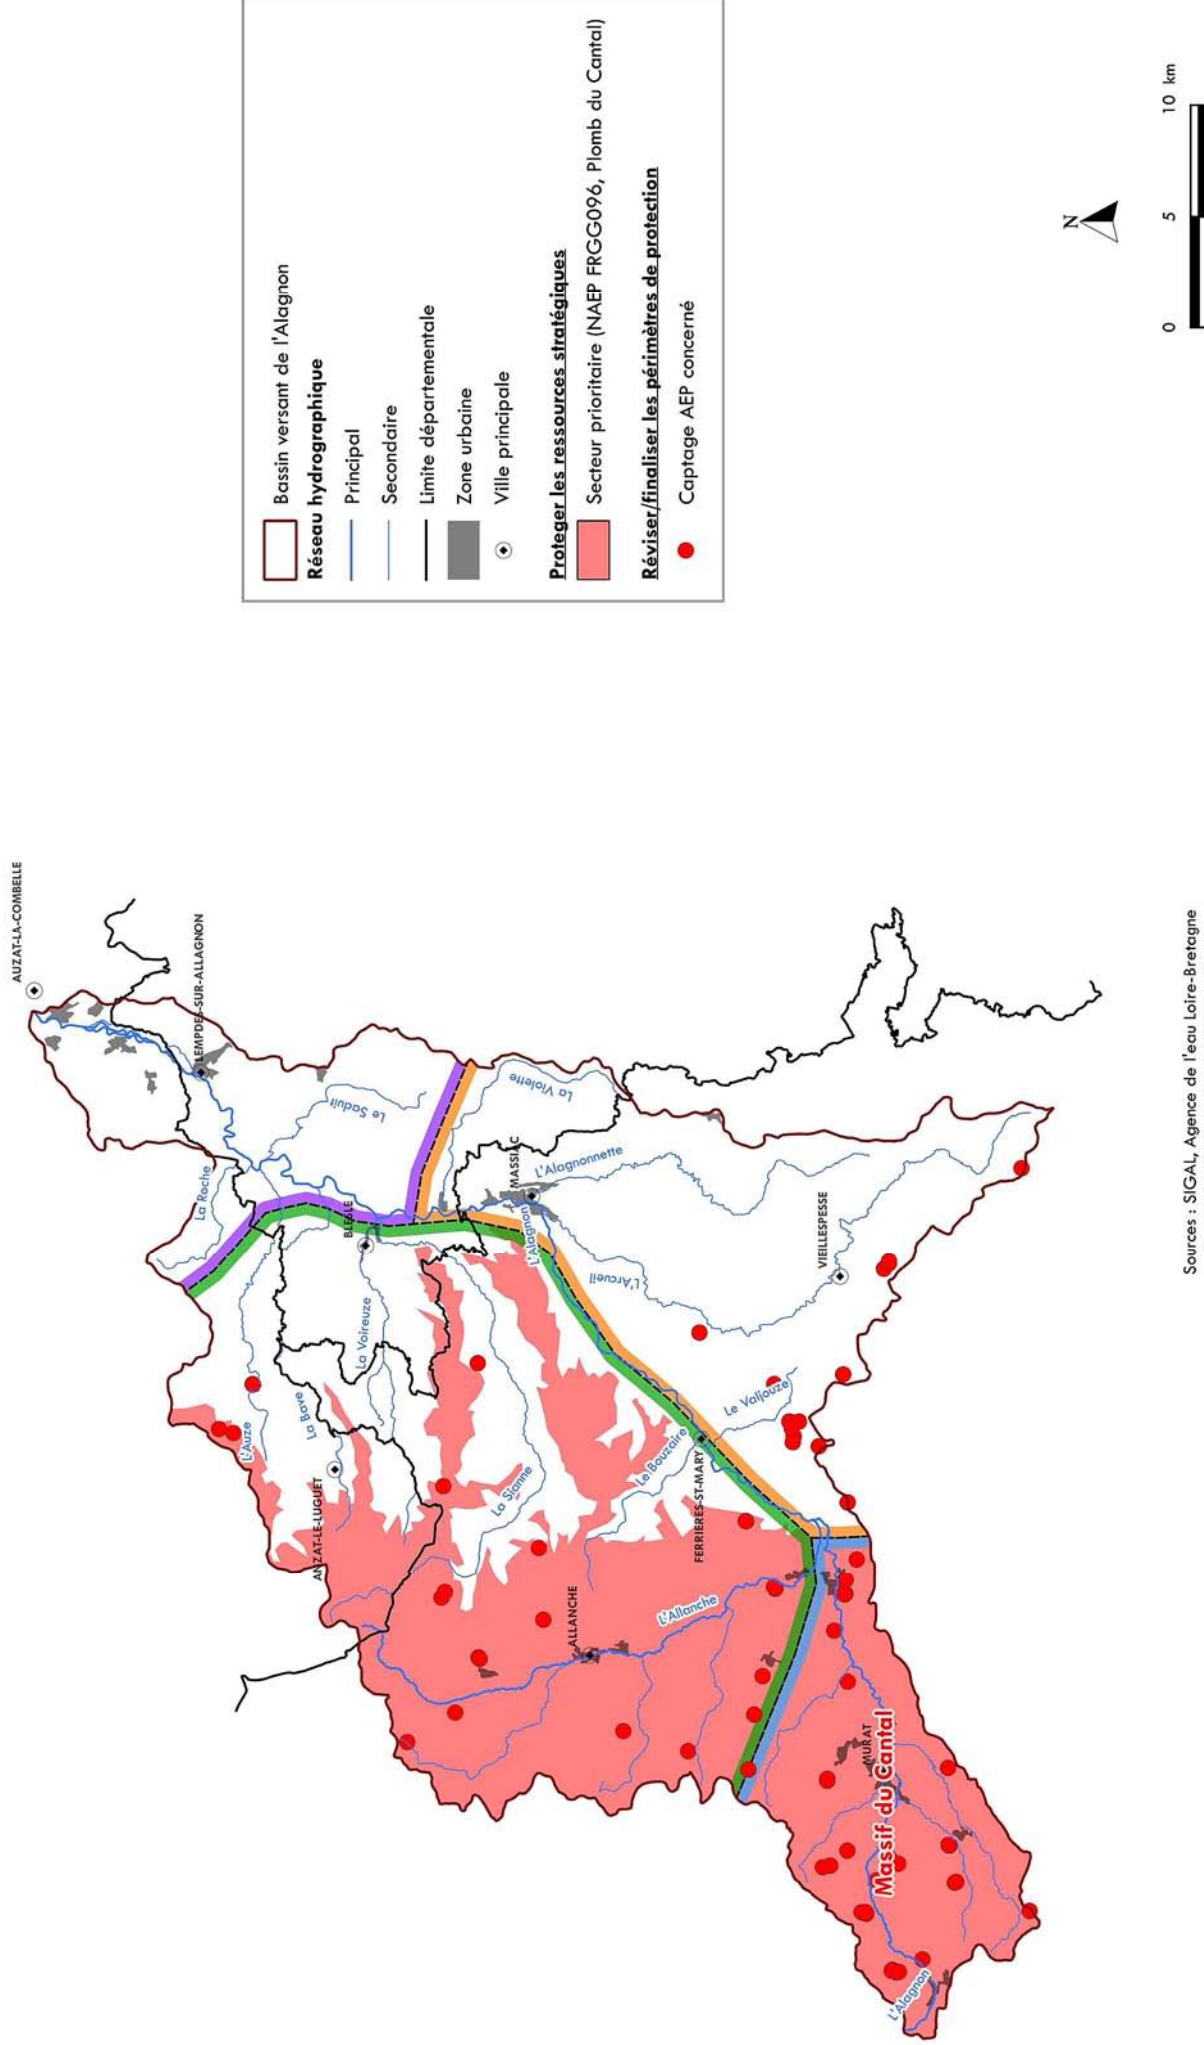 AUZAT-LA-COMBELLE
LEMPDES-SUR-ALLAGNON
La Roche
Le Saduit
La Violette
BLESLE
MASSIAC
L'Alagnonnette
L'Auze
La Bave
La Voireuze
L'Alagnon
L'Arcueil
VIEILLESPESSE
ANZAT-LE-LUGUET
La Sianne
Le Bouzaire
Le Valjouze
FERRIERES-ST-MARY
ALLANCHE
L'Allanche
MURAT
Massif du Cantal
L'Alagnon
Bassin versant de l'Alagnon
Réseau hydrographique
Principal
Secondaire
Limite départementale
Zone urbaine
Ville principale
Proteger les ressources stratégiques
Secteur prioritaire (NAEP FRGG096, Plomb du Cantal)
Réviser/finaliser les périmètres de protection
Captage AEP concerné
N
0 5 10 km
Sources : SIGAL, Agence de l'eau Loire-Bretagne